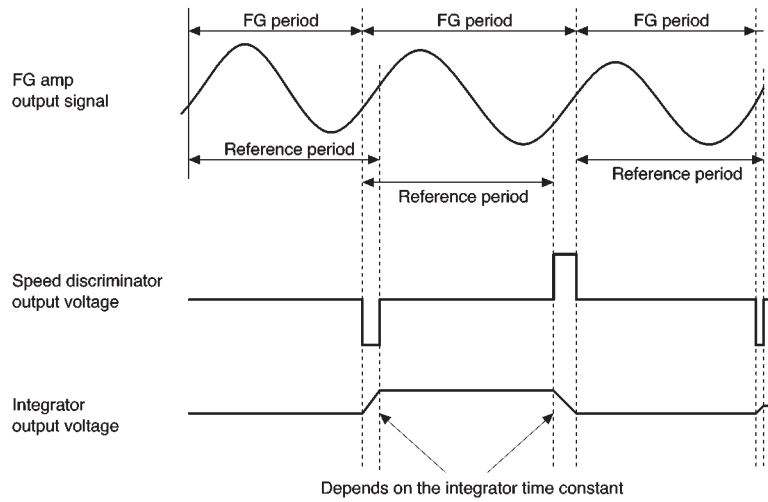 FG period
FG period
FG period
FG amp
output signal
Reference period
Reference period
Reference period
Speed discriminator
output voltage
Integrator
output voltage
Depends on the integrator time constant